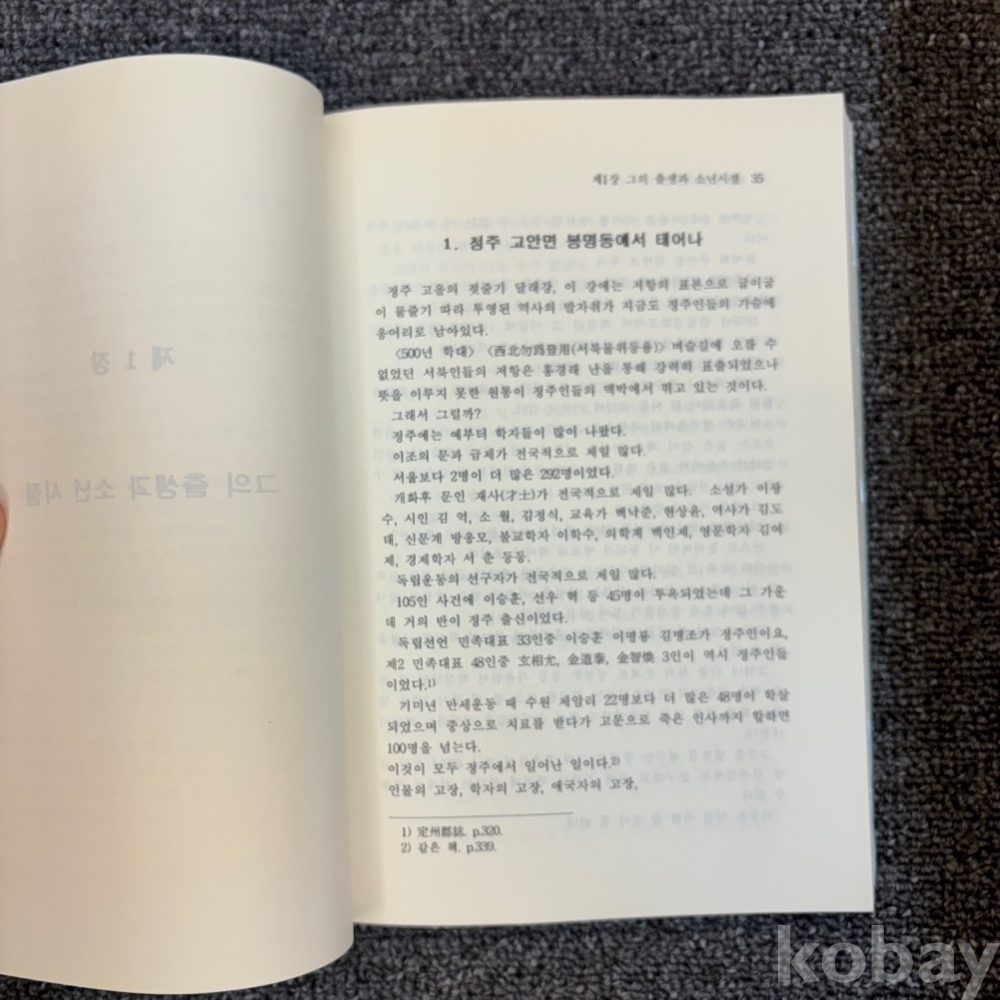 제1장 그의 출생과 소년시절 35
1. 정주 고안면 봉명동에서 태어나
정주 고을의 젖줄기 달래강, 이 강에는 저항의 표본으로 굽이굽
이 물줄기 따라 투영된 역사의 발자취가 지금도 정주인들의 가슴에
응어리로 남아있다.
〈500년 학대〉〈西北勿爲登用(서북물위등용)〉 벼슬길에 오를 수
없었던 서북인들의 저항은 홍경래 난을 통해 강력히 표출되었으나
뜻을 이루지 못한 원통이 정주인들의 맥박에서 뛰고 있는 것이다.
그래서 그럴까?
정주에는 예부터 학자들이 많이 나왔다.
이조의 문과 급제가 전국적으로 제일 많다.
서울보다 2명이 더 많은 292명이었다.
개화후 문인 재사(才士)가 전국적으로 제일 많다. 소설가 이광
수, 시인 김 억, 소 월, 김정식, 교육가 백낙준, 현상윤, 역사가 김도
태, 신문계 방응모, 불교학자 이학수, 의학계 백인제, 영문학자 김여
제, 경제학자 서 춘 등등.
독립운동의 선구자가 전국적으로 제일 많다.
105인 사건에 이승훈, 선우 혁 등 45명이 투옥되었는데 그 가운
데 거의 반이 정주 출신이었다.
독립선언 민족대표 33인중 이승훈 이명룡 김병조가 정주인이요,
제2 민족대표 48인중 玄相允, 金道泰, 金智煥 3인이 역시 정주인들
이었다.1)
기미년 만세운동 때 수원 제암리 22명보다 더 많은 48명이 학살
되었으며 중상으로 치료를 받다가 고문으로 죽은 인사까지 합하면
100명을 넘는다.
이것이 모두 정주에서 일어난 일이다.2)
인물의 고장, 학자의 고장, 애국자의 고장,
1) 定州郡誌. p.320.
2) 같은 책. p.339.
제 1 장
그의 출생과 소년 시절
kobay